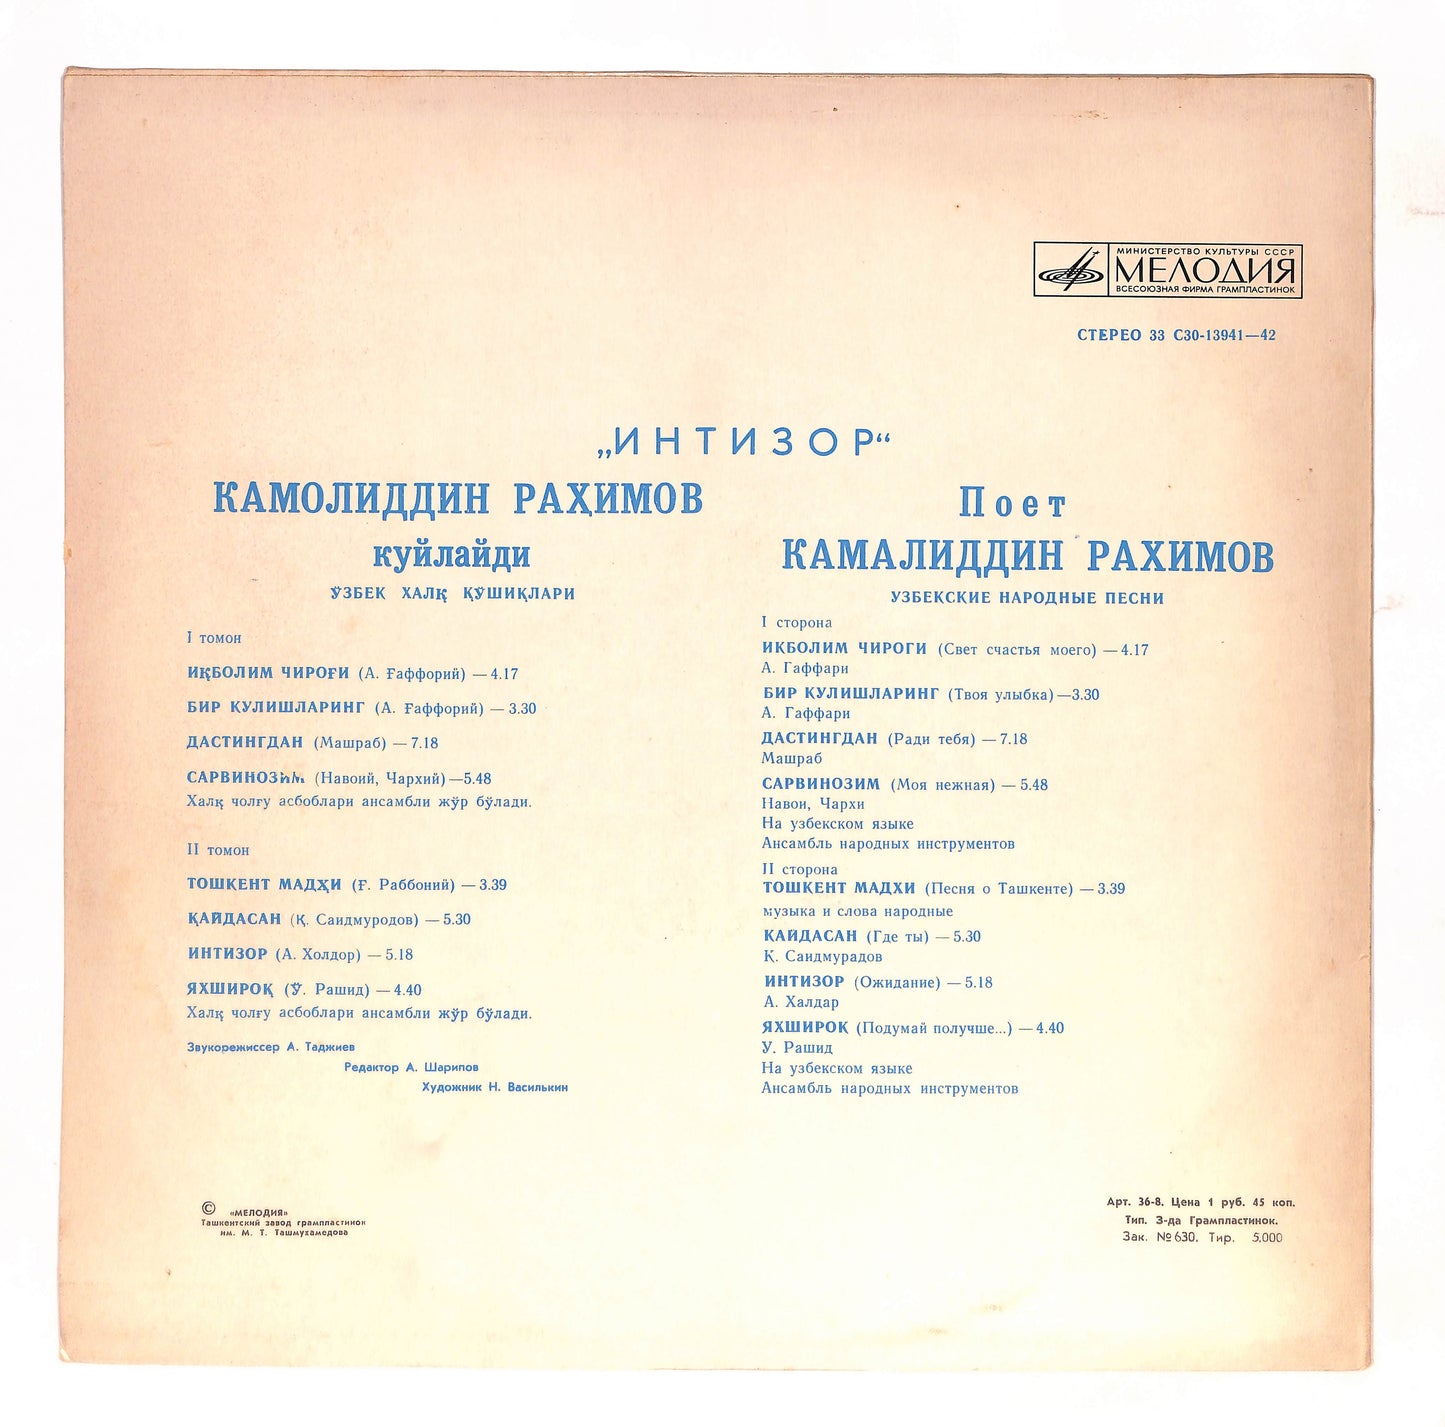 МИНИСТЕРСТВО КУЛЬТУРЫ СССР
МЕЛОДИЯ
ВСЕСОЮЗНАЯ ФИРМА ГРАМПЛАСТИНОК
СТЕРЕО 33 С30-13941—42
„ИНТИЗОР“
КАМОЛИДДИН РАҲИМОВ
куйлайди
ЎЗБЕК ХАЛҚ ҚЎШИҚЛАРИ
I томон
ИҚБОЛИМ ЧИРОҒИ (А. Ғаффорий) — 4.17
БИР КУЛИШЛАРИНГ (А. Ғаффорий) — 3.30
ДАСТИНГДАН (Машраб) — 7.18
САРВИНОЗИМ (Навоий, Чархий) —5.48
Халқ чолғу асбоблари ансамбли жўр бўлади.
II томон
ТОШКЕНТ МАДҲИ (Ғ. Раббоний) — 3.39
ҚАЙДАСАН (Қ. Саидмуродов) — 5.30
ИНТИЗОР (А. Холдор) — 5.18
ЯХШИРОҚ (Ў. Рашид) — 4.40
Халқ чолғу асбоблари ансамбли жўр бўлади.
Звукорежиссер А. Таджиев
Редактор А. Шарипов
Художник Н. Василькин
Поет
КАМАЛИДДИН РАХИМОВ
УЗБЕКСКИЕ НАРОДНЫЕ ПЕСНИ
I сторона
ИКБОЛИМ ЧИРОГИ (Свет счастья моего) — 4.17
А. Гаффари
БИР КУЛИШЛАРИНГ (Твоя улыбка) —3.30
А. Гаффари
ДАСТИНГДАН (Ради тебя) — 7.18
Машраб
САРВИНОЗИМ (Моя нежная) — 5.48
Навои, Чархи
На узбекском языке
Ансамбль народных инструментов
II сторона
ТОШКЕНТ МАДХИ (Песня о Ташкенте) — 3.39
музыка и слова народные
КАЙДАСАН (Где ты) — 5.30
К. Саидмурадов
ИНТИЗОР (Ожидание) — 5.18
А. Халдар
ЯХШИРОК (Подумай получше...) — 4.40
У. Рашид
На узбекском языке
Ансамбль народных инструментов
© «МЕЛОДИЯ»
Ташкентский завод грампластинок
им. М. Т. Ташмухамедова
Арт. 36-8. Цена 1 руб. 45 коп.
Тип. З-да Грампластинок.
Зак. № 630. Тир. 5.000